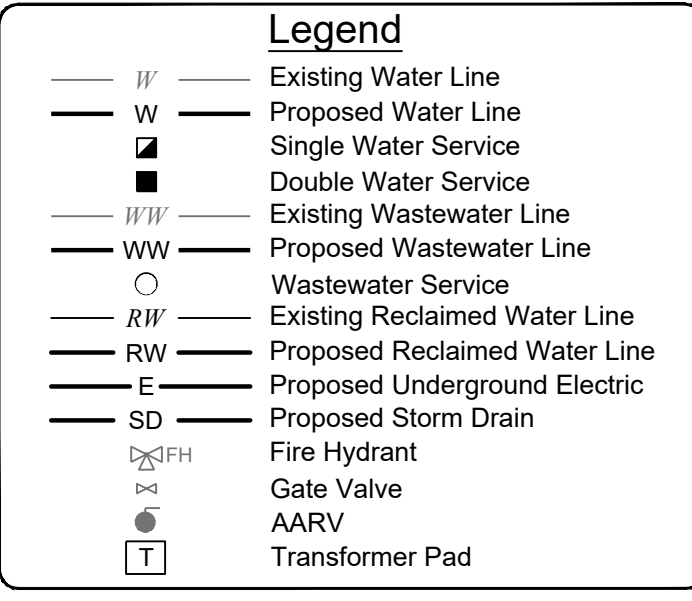 Legend
W Existing Water Line
W Proposed Water Line
Single Water Service
Double Water Service
WW Existing Wastewater Line
WW Proposed Wastewater Line
Wastewater Service
RW Existing Reclaimed Water Line
RW Proposed Reclaimed Water Line
E Proposed Underground Electric
SD Proposed Storm Drain
FH Fire Hydrant
Gate Valve
AARV
T Transformer Pad